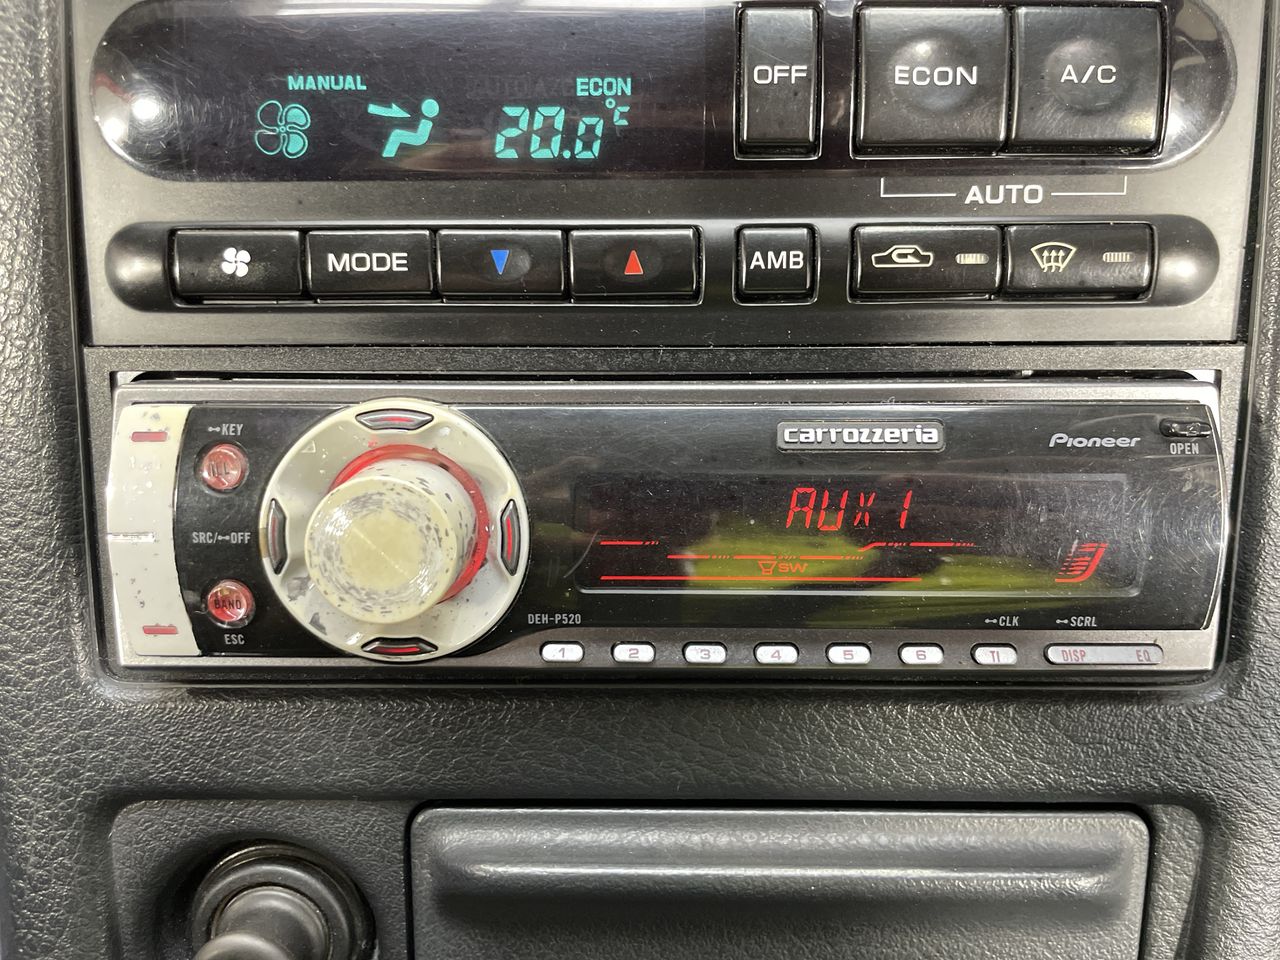 MANUAL
ECON
20.0°C
OFF
ECON
A/C
AUTO
MODE
AMB
KEY
SRC/OFF
BAND
ESC
carrozzeria
Pioneer
OPEN
AUX 1
SW
DEH-P520
CLK
SCRL
1 2 3 4 5 6 TI DISP EQ